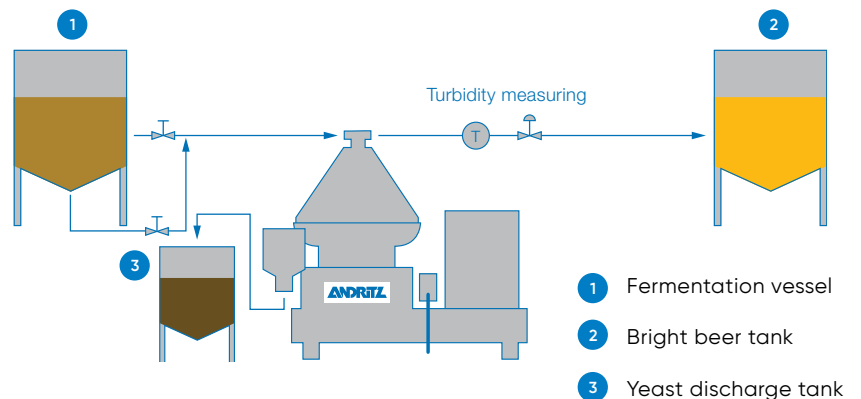 1
2
Turbidity measuring
T
3
ANDRITZ
1 Fermentation vessel
2 Bright beer tank
3 Yeast discharge tank